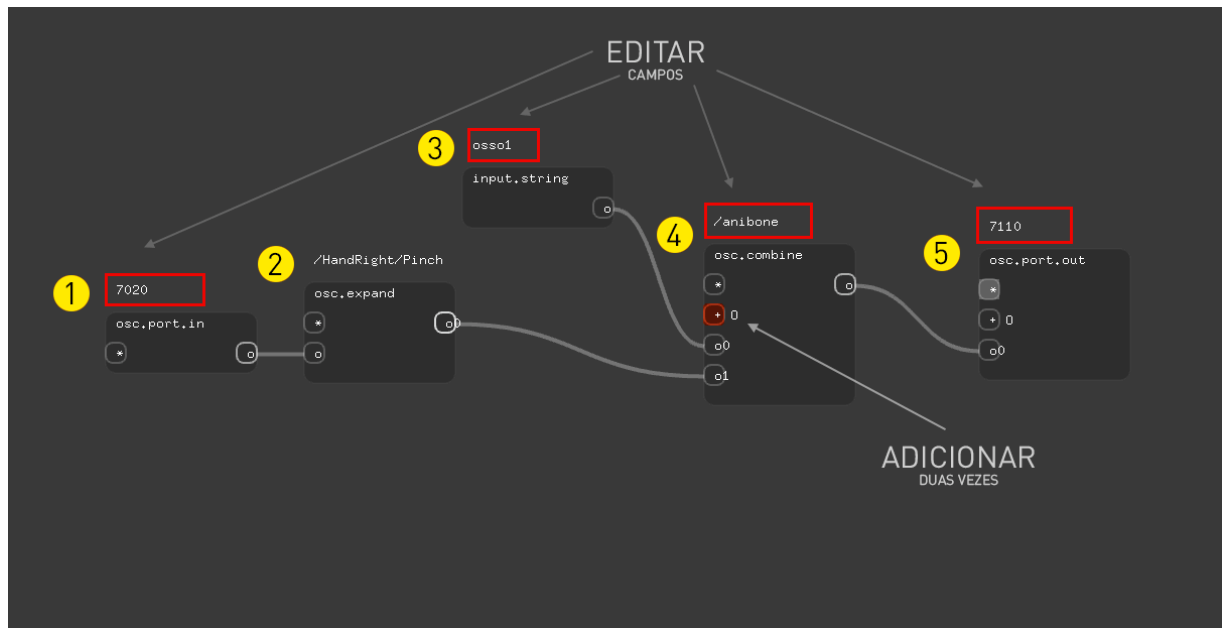 EDITAR
CAMPOS
3
osso1
input.string
o
4
/anibone
osc.combine
*
o
+ 0
o0
o1
5
7110
osc.port.out
*
+ 0
o0
2
/HandRight/Pinch
osc.expand
*
o0
o
1
7020
osc.port.in
*
o
ADICIONAR
DUAS VEZES